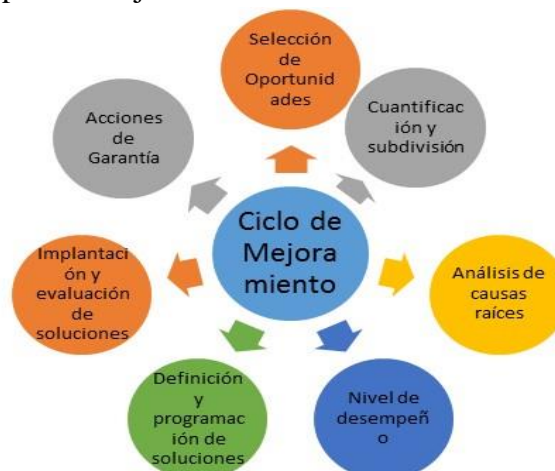 Selección
de
Oportunid
ades
Cuantificac
ión y
subdivisión
Análisis de
causas
raíces
Nivel de
desempeñ
o
Definición
y
programac
ión de
soluciones
Implantaci
ón y
evaluación
de
soluciones
Acciones
de
Garantía
Ciclo de
Mejora
miento